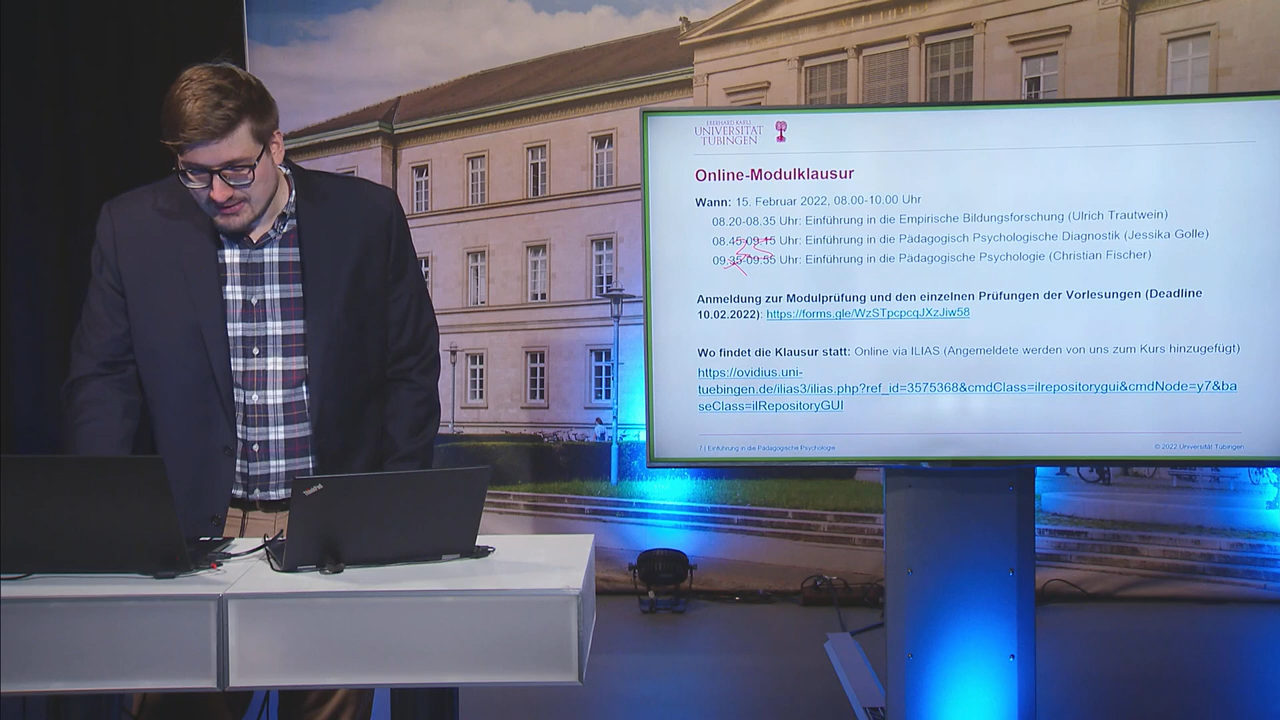 EBERHARD KARLS
UNIVERSITÄT
TÜBINGEN
Online-Modulklausur
Wann: 15. Februar 2022, 08.00-10.00 Uhr
08.20-08.35 Uhr: Einführung in die Empirische Bildungsforschung (Ulrich Trautwein)
08.45-09.15 Uhr: Einführung in die Pädagogisch Psychologische Diagnostik (Jessika Golle)
09.35-09.55 Uhr: Einführung in die Pädagogische Psychologie (Christian Fischer)
Anmeldung zur Modulprüfung und den einzelnen Prüfungen der Vorlesungen (Deadline
10.02.2022): https://forms.gle/WzSTpcpcqJXzJiw58
Wo findet die Klausur statt: Online via ILIAS (Angemeldete werden von uns zum Kurs hinzugefügt)
https://ovidius.uni-
tuebingen.de/ilias3/ilias.php?ref_id=3575368&cmdClass=ilrepositorygui&cmdNode=y7&ba
seClass=ilRepositoryGUI
7 | Einführung in die Pädagogische Psychologie
© 2022 Universität Tübingen
ThinkPad